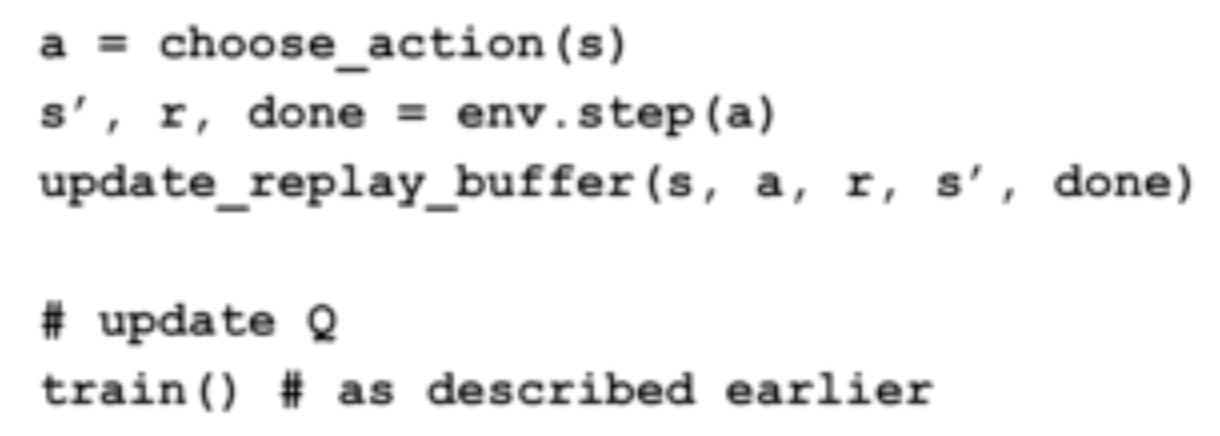 a = choose_action(s)
s′, r, done = env.step(a)
update_replay_buffer(s, a, r, s′, done)
# update Q
train() # as described earlier